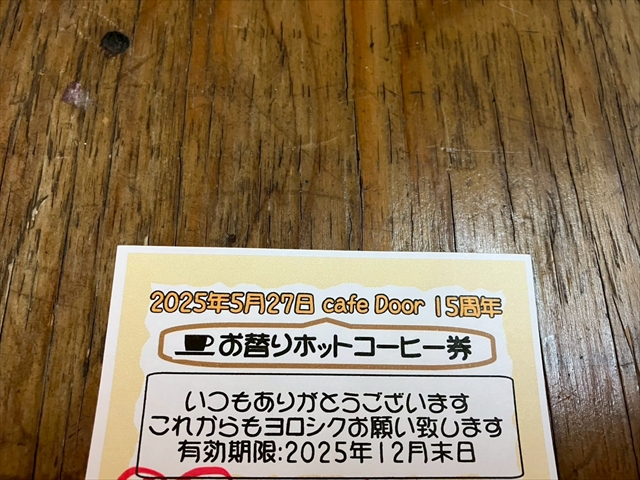 2025年5月27日 cafe Door 15周年
お替りホットコーヒー券
いつもありがとうございます
これからもヨロシクお願い致します
有効期限:2025年12月末日